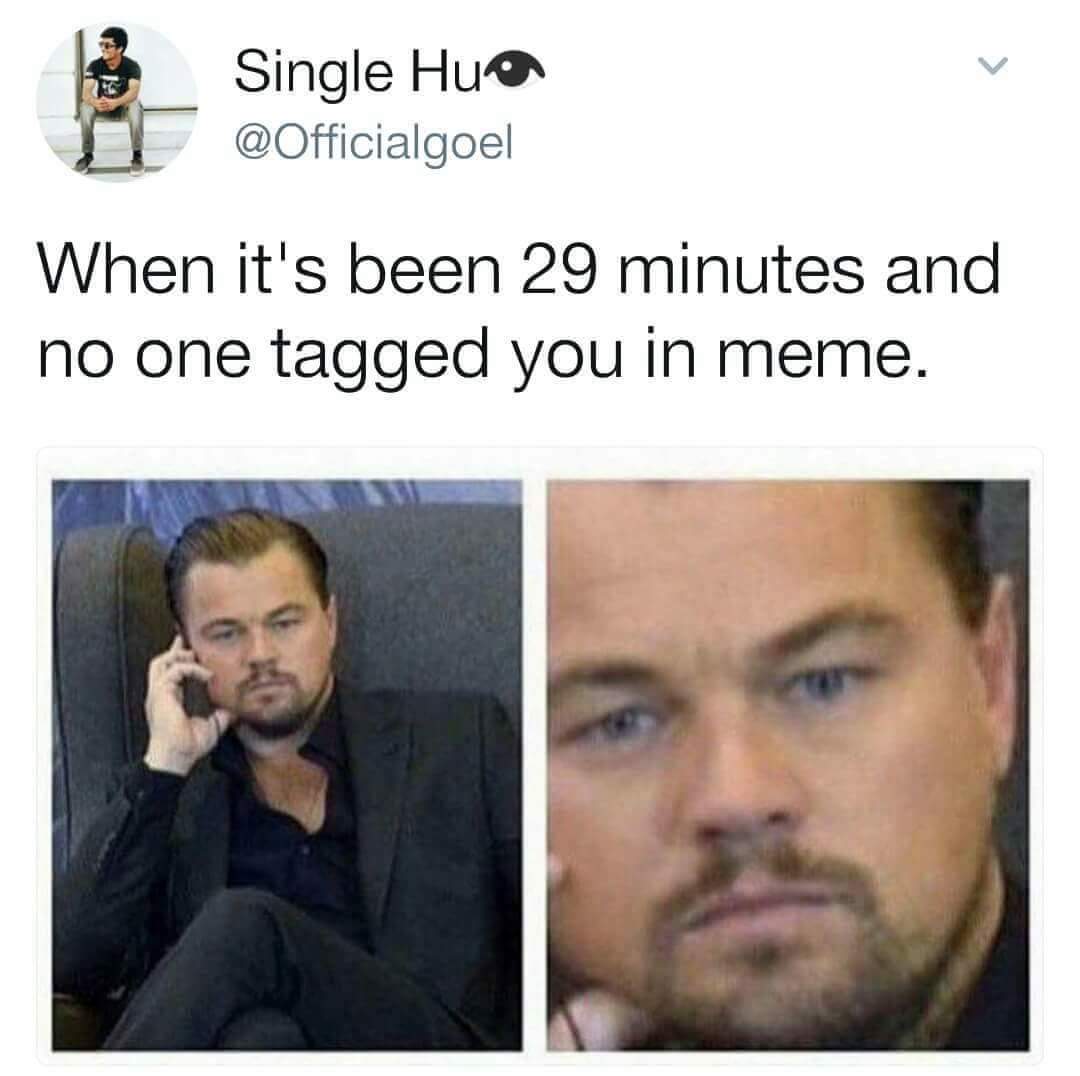 Single Hu👁
@Officialgoel
When it's been 29 minutes and
no one tagged you in meme.